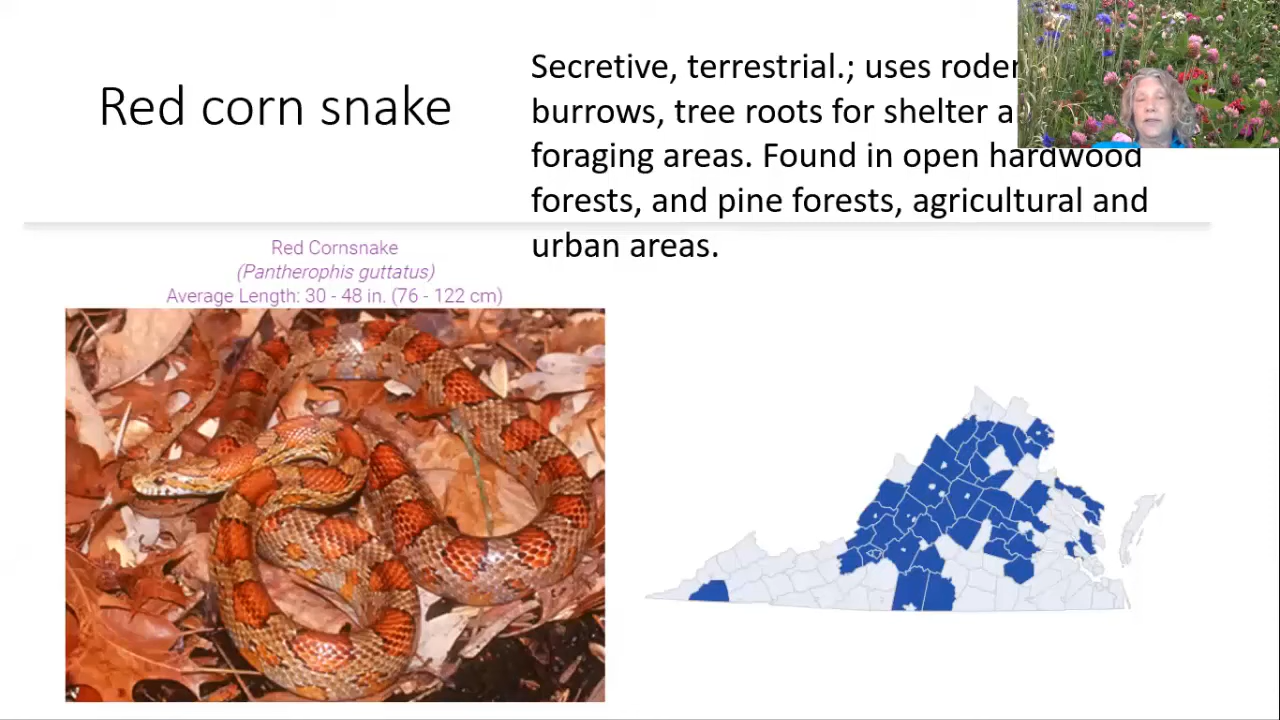 Red corn snake
Secretive, terrestrial.; uses
burrows, tree roots for shelter
foraging areas. Found in open hardwood
forests, and pine forests, agricultural and
urban areas.
Red Cornsnake
(Pantherophis guttatus)
Average Length: 30 - 48 in. (76 - 122 cm)